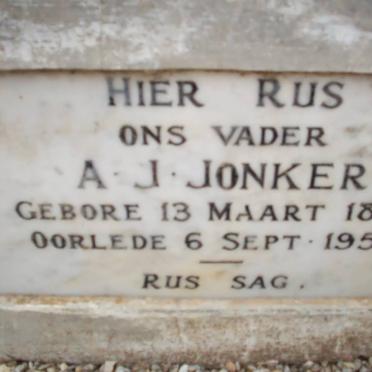 HIER RUS
ONS VADER
A·J·JONKER
GEBORE 13 MAART 18
OORLEDE 6 SEPT·195
RUS SAG.